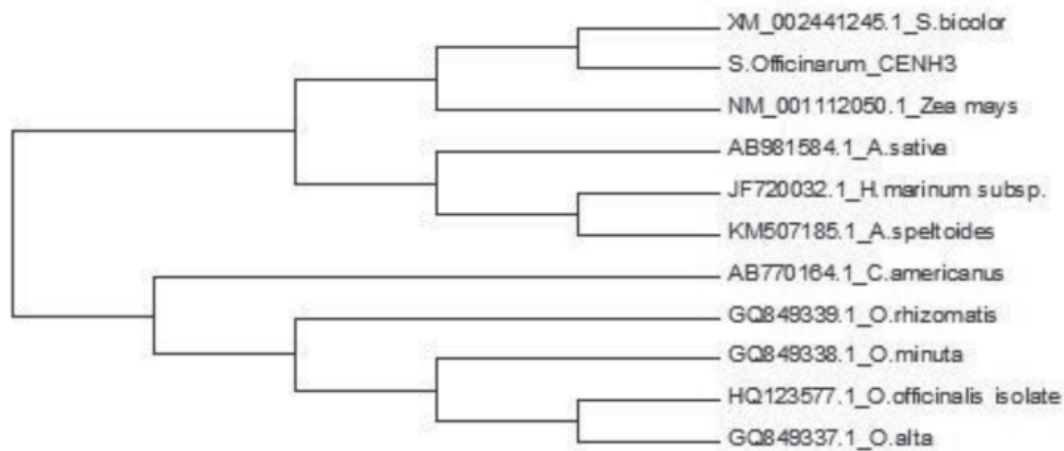 XM_002441245.1_S.bicolor
S.Officinarum_CENH3
NM_001112050.1_Zea mays
AB981584.1_A.sativa
JF720032.1_H.marinum subsp.
KM507185.1_A.speltoides
AB770164.1_C.americanus
GQ849339.1_O.rhizomatis
GQ849338.1_O.minuta
HQ123577.1_O.officinalis isolate
GQ849337.1_O.alta